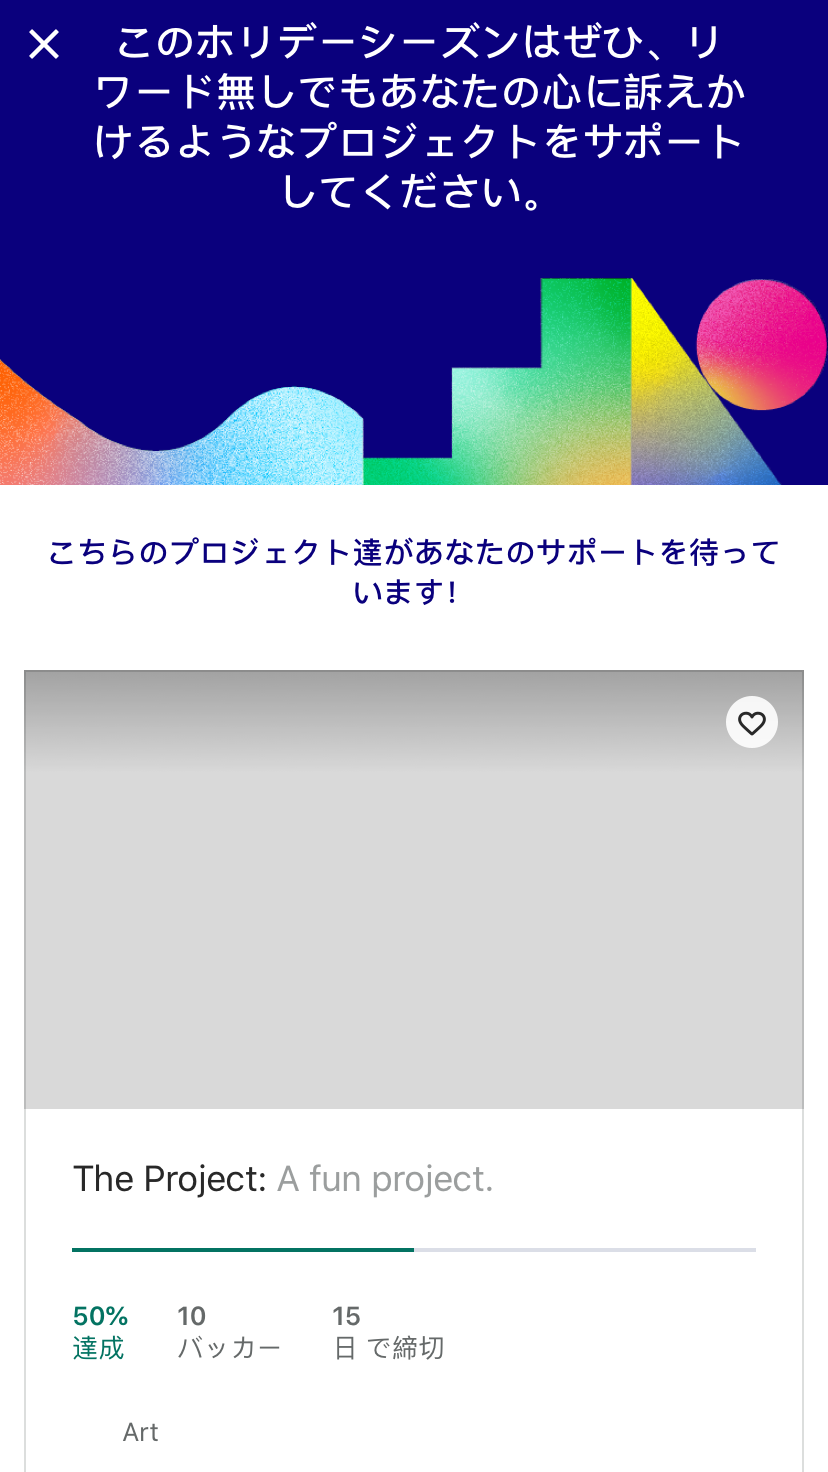 このホリデーシーズンはぜひ、リ
ワード無しでもあなたの心に訴えか
けるようなプロジェクトをサポート
してください。
こちらのプロジェクト達があなたのサポートを待って
います!
The Project: A fun project.
50% 10 15
達成 バッカー 日 で締切
Art